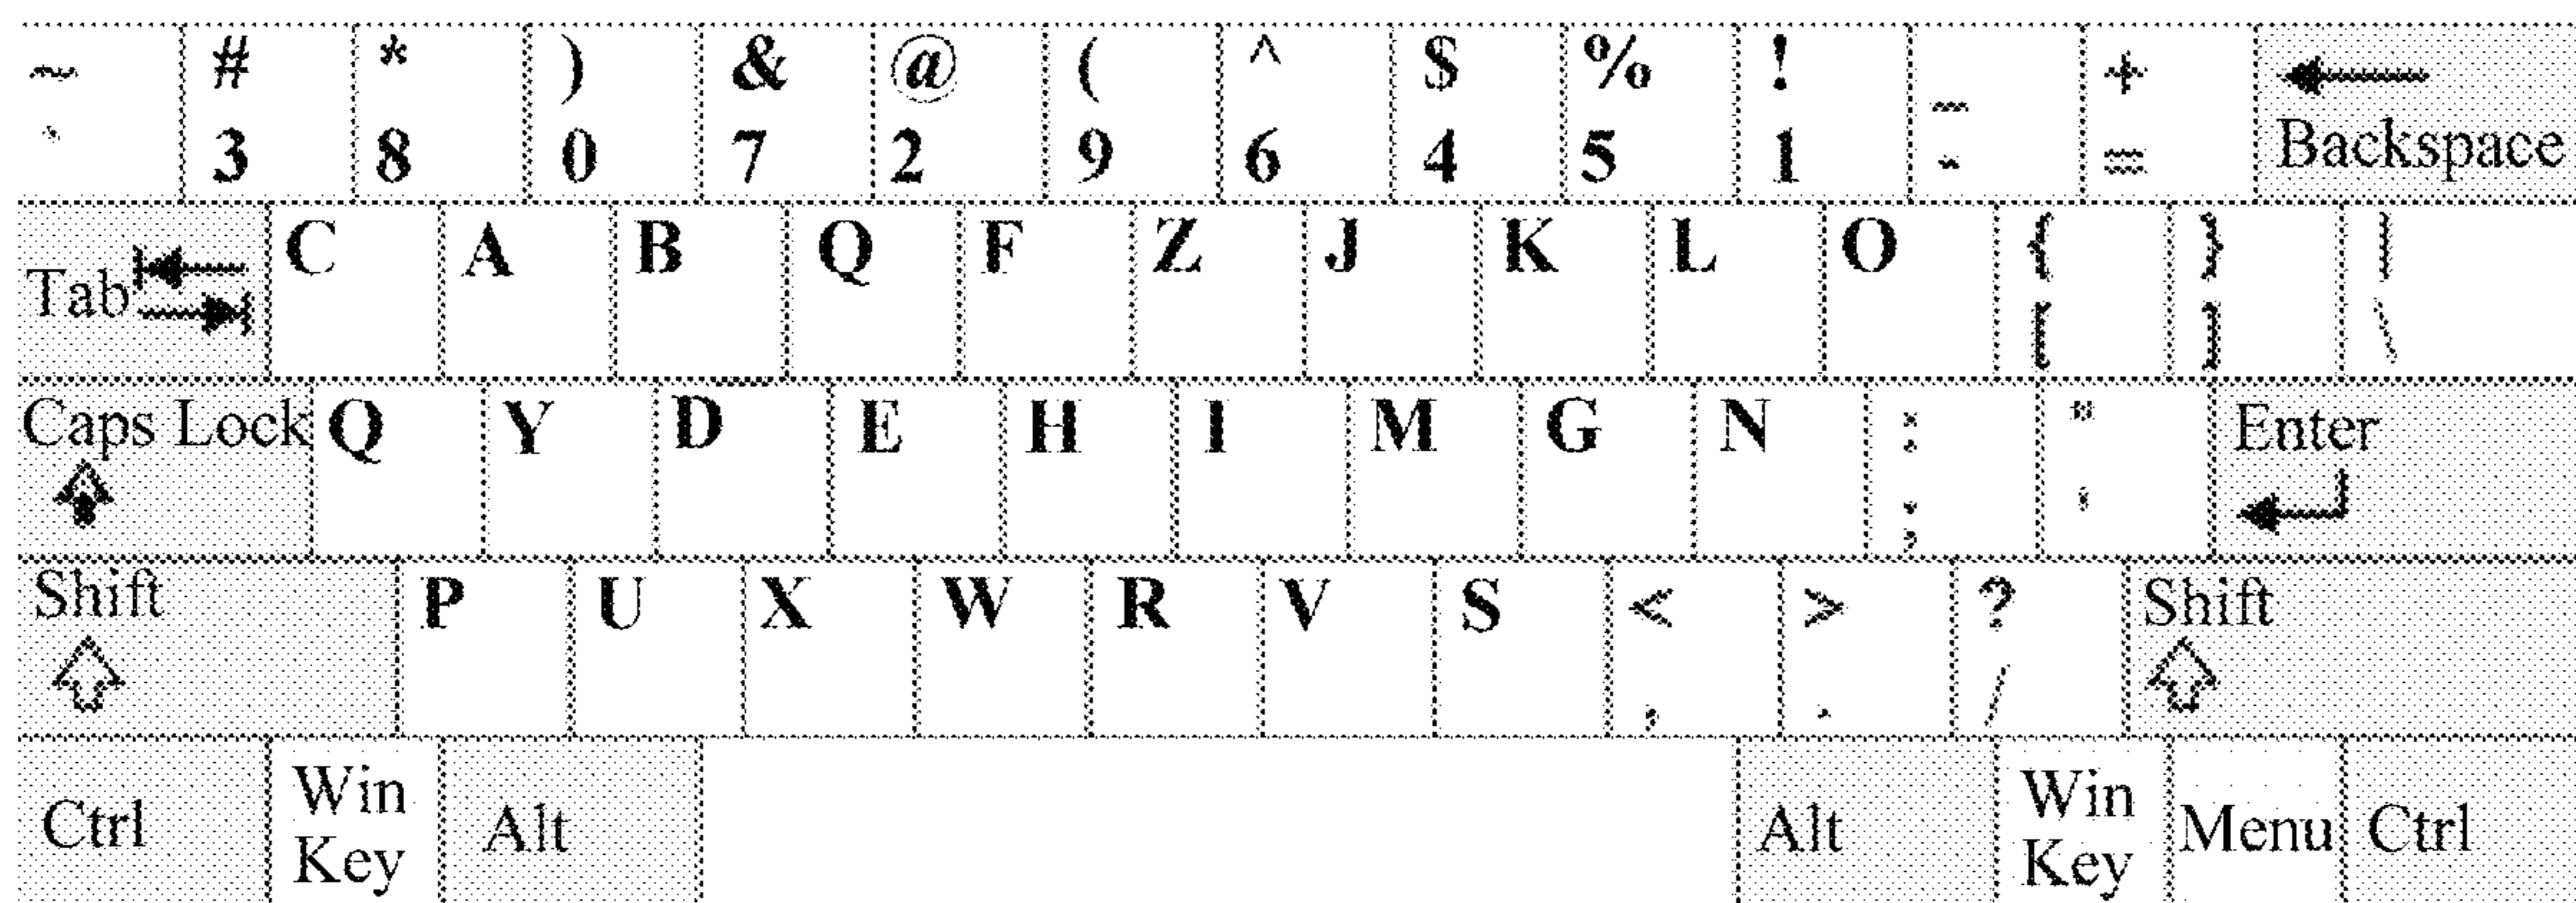 ~ # * ) & @ ( ^ $ % ! _ +
` 3 8 0 7 2 9 6 4 5 1 - = Backspace
Tab C A B Q F Z J K L O { } |
[ ] \
Caps Lock Q Y D E H I M G N : " Enter
; '
Shift P U X W R V S < > ? Shift
, . /
Ctrl Win Key Alt Alt Win Key Menu Ctrl